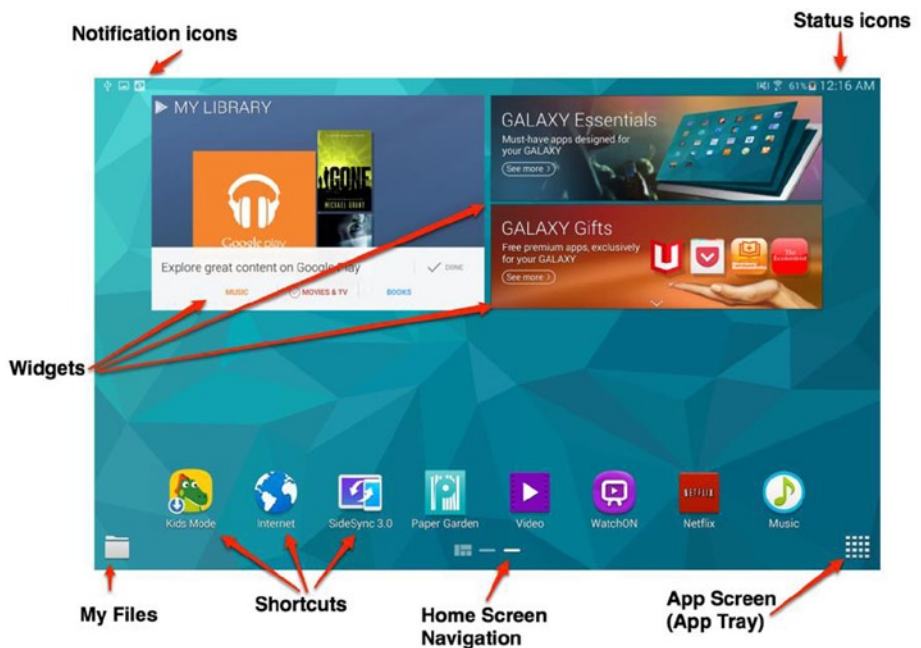 Notification icons
Status icons
61% 12:16 AM
MY LIBRARY
GONE
MICHAEL GRANT
Google play
Explore great content on Google Play
DONE
MUSIC
MOVIES & TV
BOOKS
GALAXY Essentials
Must-have apps designed for
your GALAXY
See more >
GALAXY Gifts
Free premium apps, exclusively
for your GALAXY
See more >
The
Economist
Widgets
Kids Mode
Internet
SideSync 3.0
Paper Garden
Video
WatchON
NETFLIX
Netflix
Music
My Files
Shortcuts
Home Screen
Navigation
App Screen
(App Tray)